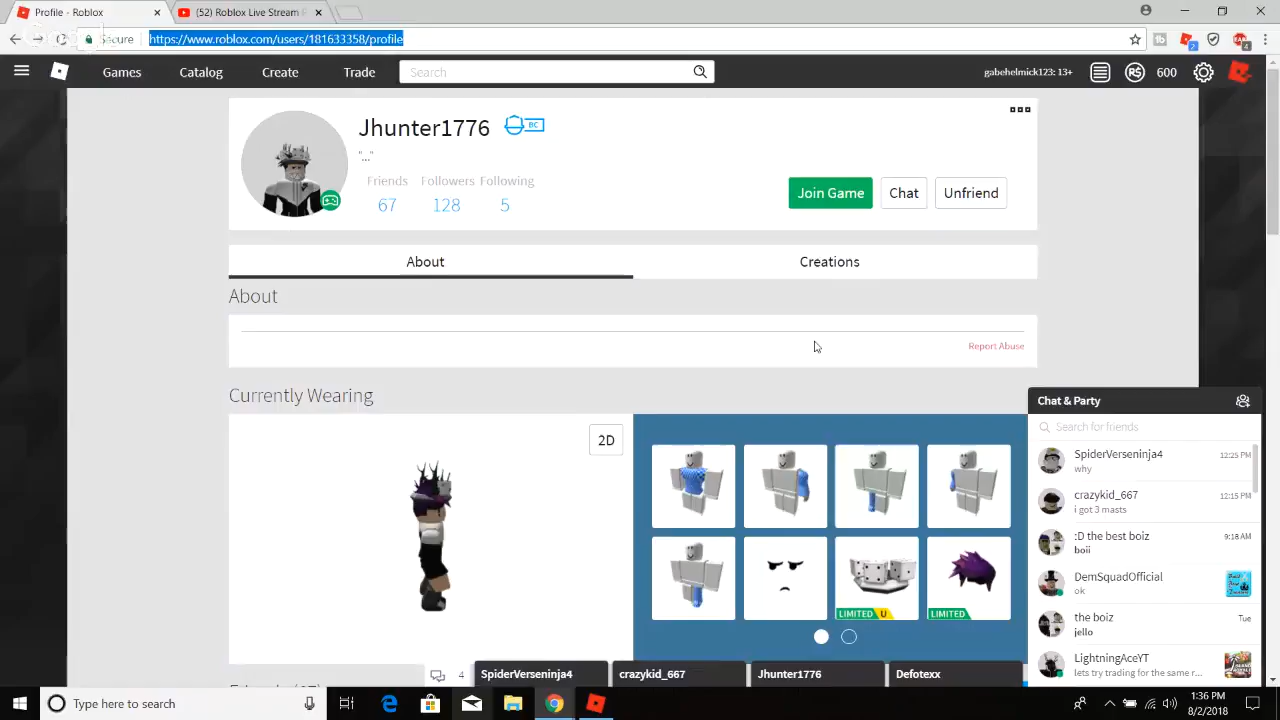 Profile - Roblox
(52) Roblox Live Stream
Secure
https://www.roblox.com/users/181633358/profile
Games
Catalog
Create
Trade
Search
gabehelmick123: 13+
R$
600
Jhunter1776
BC
"..."
Friends
Followers
Following
67
128
5
Join Game
Chat
Unfriend
About
Creations
About
Report Abuse
Currently Wearing
2D
LIMITED U
LIMITED
Chat & Party
Search for friends
SpiderVerseninja4
12:25 PM
why
crazykid_667
12:15 PM
i got 3 masts
:D the best boiz
9:18 AM
boii
DemSquadOfficial
ok
the boiz
Tue
jello
LightningAceYT
lets try trading for the same r...
4
SpiderVerseninja4
crazykid_667
Jhunter1776
Defotexx
Type here to search
1:36 PM
8/2/2018